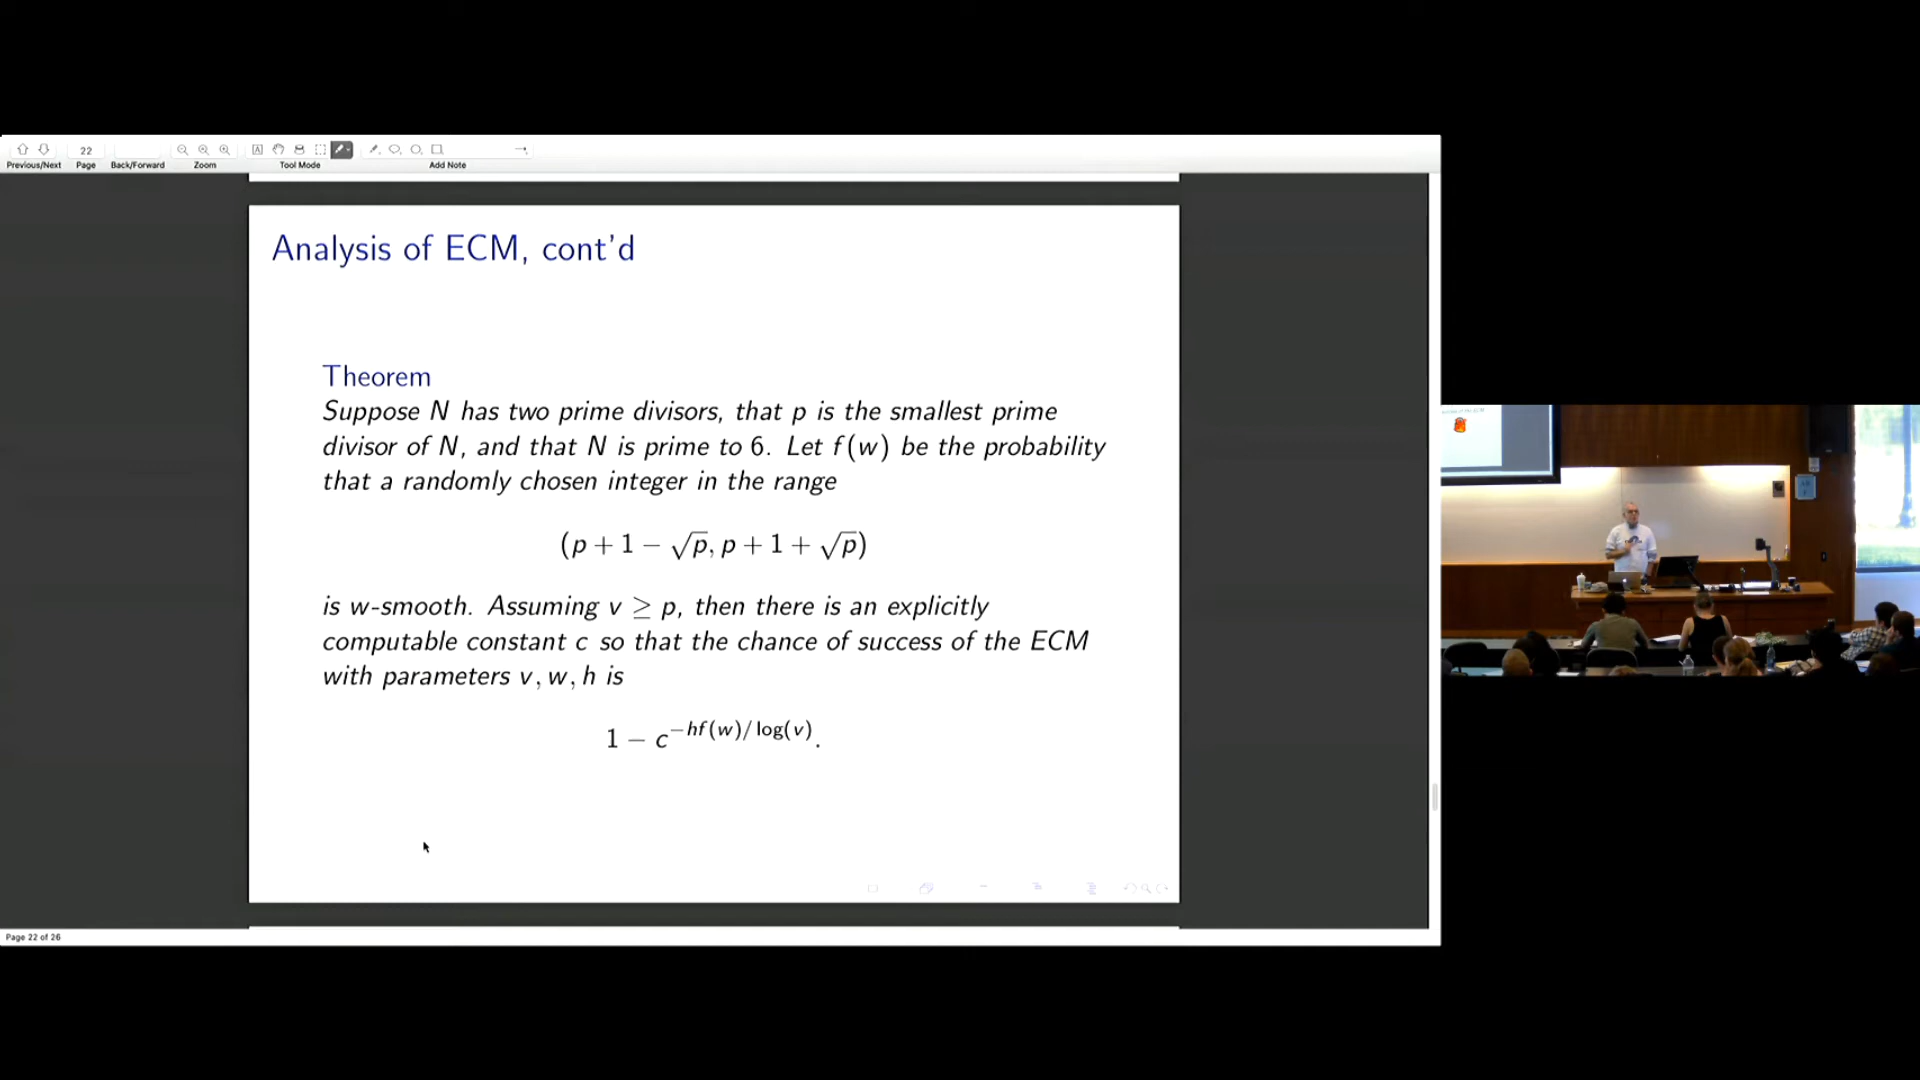 22
Previous/Next Page Back/Forward Zoom Tool Mode Add Note
Analysis of ECM, cont'd
Theorem
Suppose N has two prime divisors, that p is the smallest prime
divisor of N, and that N is prime to 6. Let f(w) be the probability
that a randomly chosen integer in the range
(p + 1 − √p, p + 1 + √p)
is w-smooth. Assuming v ≥ p, then there is an explicitly
computable constant c so that the chance of success of the ECM
with parameters v, w, h is
1 − c^{−hf(w)/log(v)}.
Page 22 of 26